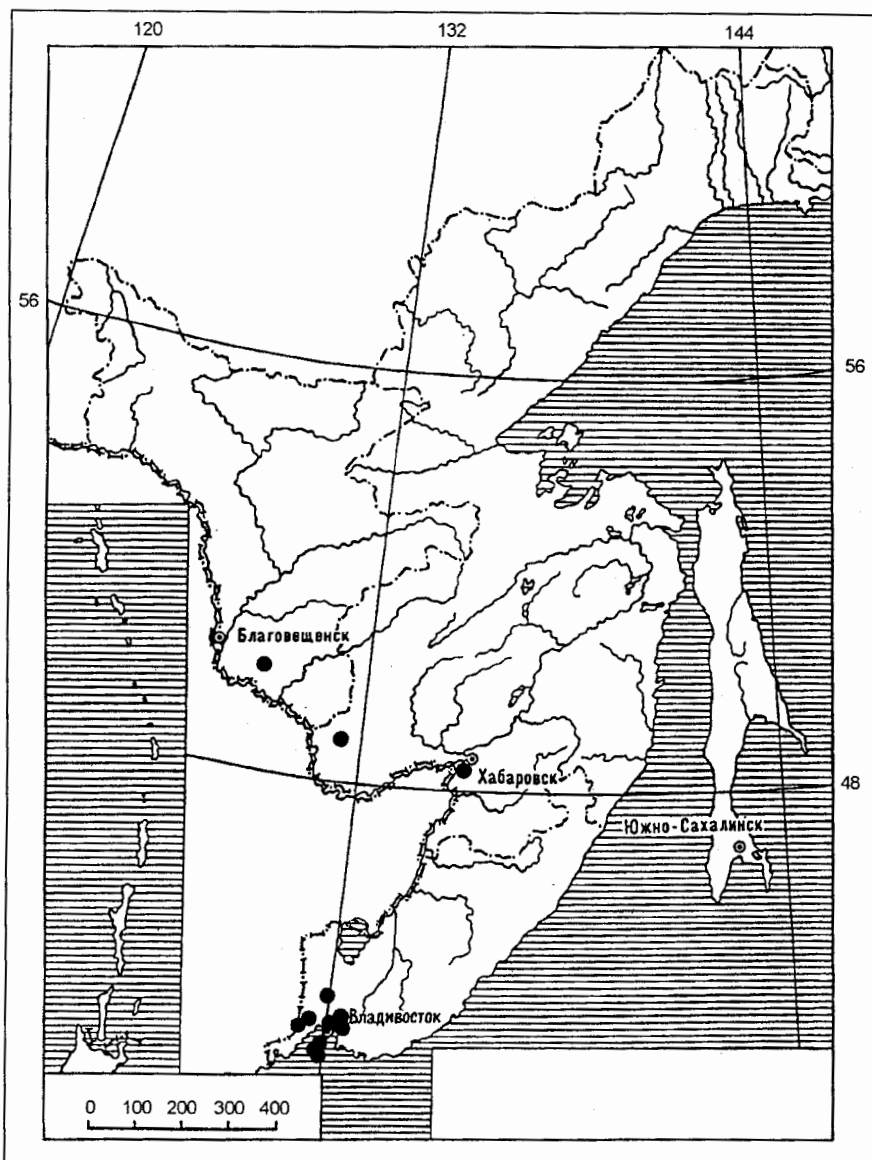 120 132 144
56
56
Благовещенск
Хабаровск
48
Южно-Сахалинск
Владивосток
0 100 200 300 400